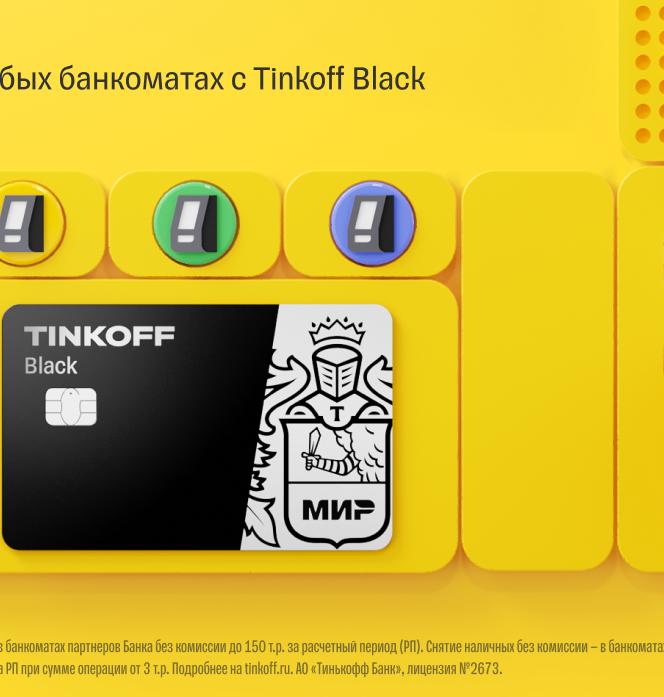 бых банкоматах с Tinkoff Black
TINKOFF
Black
T
МИР
в банкоматах партнеров Банка без комиссии до 150 т.р. за расчетный период (РП). Снятие наличных без комиссии – в банкоматах
а РП при сумме операции от 3 т.р. Подробнее на tinkoff.ru. АО «Тинькофф Банк», лицензия №2673.